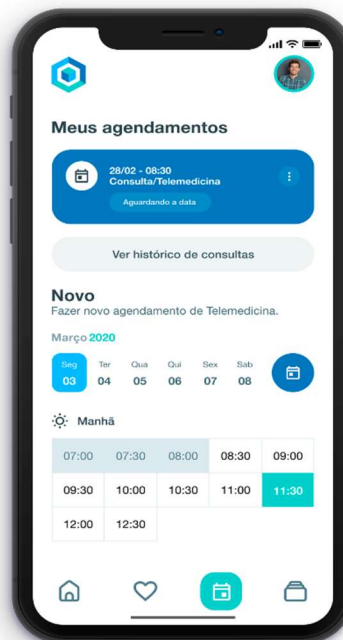 Meus agendamentos
28/02 - 08:30
Consulta/Telemedicina
Aguardando a data
Ver histórico de consultas
Novo
Fazer novo agendamento de Telemedicina.
Março 2020
Seg Ter Qua Qui Sex Sab
03 04 05 06 07 08
Manhã
07:00 07:30 08:00 08:30 09:00
09:30 10:00 10:30 11:00 11:30
12:00 12:30